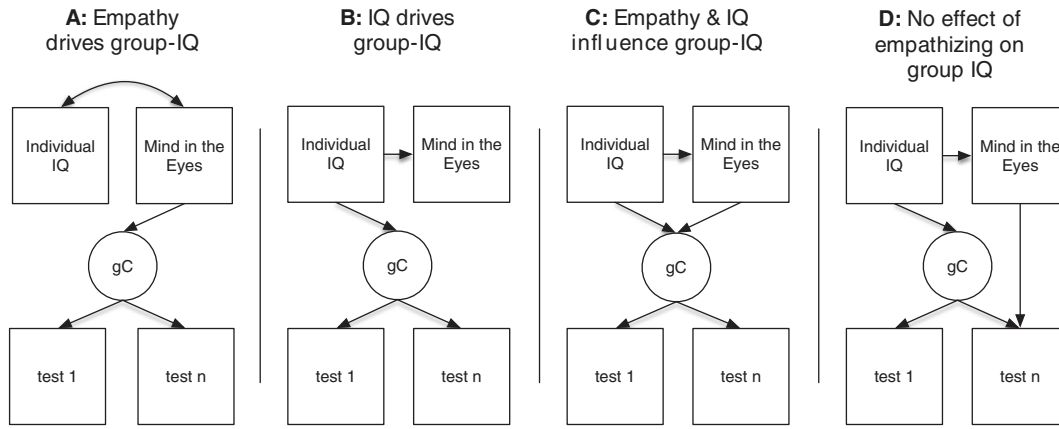 A: Empathy
drives group-IQ
Individual
IQ
Mind in the
Eyes
gC
test 1
test n
B: IQ drives
group-IQ
Individual
IQ
Mind in the
Eyes
gC
test 1
test n
C: Empathy & IQ
influence group-IQ
Individual
IQ
Mind in the
Eyes
gC
test 1
test n
D: No effect of
empathizing on
group IQ
Individual
IQ
Mind in the
Eyes
gC
test 1
test n